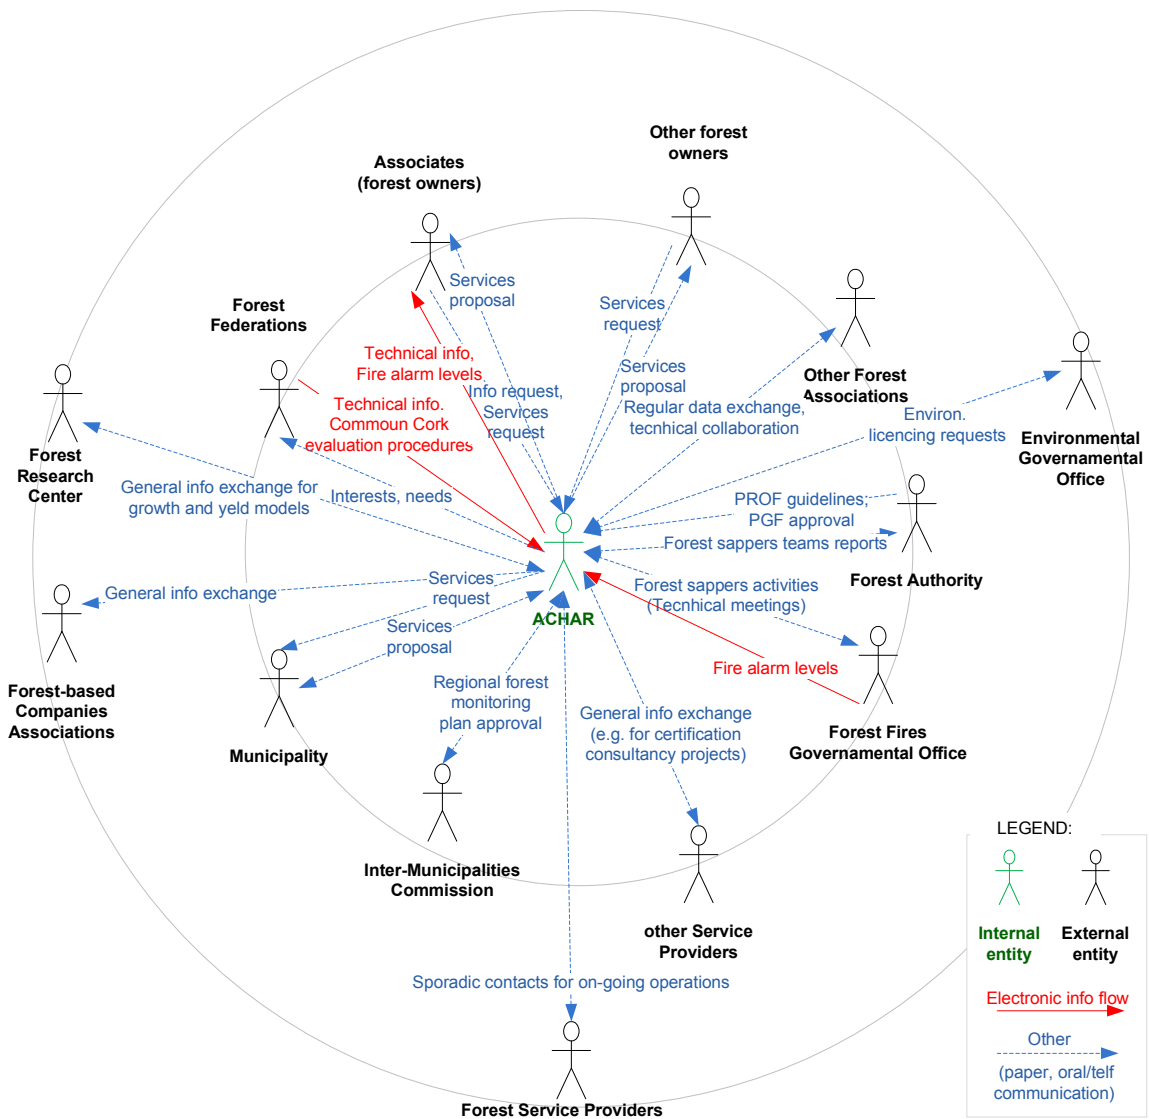 Other forest
owners
Associates
(forest owners)
Services
proposal
Forest
Federations
Services
request
Technical info,
Fire alarm levels
Services
proposal
Other Forest
Associations
Info request,
Services
request
Technical info.
Commoun Cork
evaluation procedures
Regular data exchange,
tecnhical collaboration
Environ.
licencing requests
Environmental
Governamental
Office
Forest
Research
Center
General info exchange for
growth and yeld models
Interests, needs
PROF guidelines;
PGF approval
Forest sappers teams reports
Forest Authority
General info exchange
Services
request
ACHAR
Forest sappers activities
(Tecnhical meetings)
Services
proposal
Fire alarm levels
Forest-based
Companies
Associations
Municipality
Regional forest
monitoring
plan approval
General info exchange
(e.g. for certification
consultancy projects)
Forest Fires
Governamental Office
Inter-Municipalities
Commission
other Service
Providers
Sporadic contacts for on-going operations
Forest Service Providers
LEGEND:
Internal
entity
External
entity
Electronic info flow
Other
(paper, oral/telf
communication)